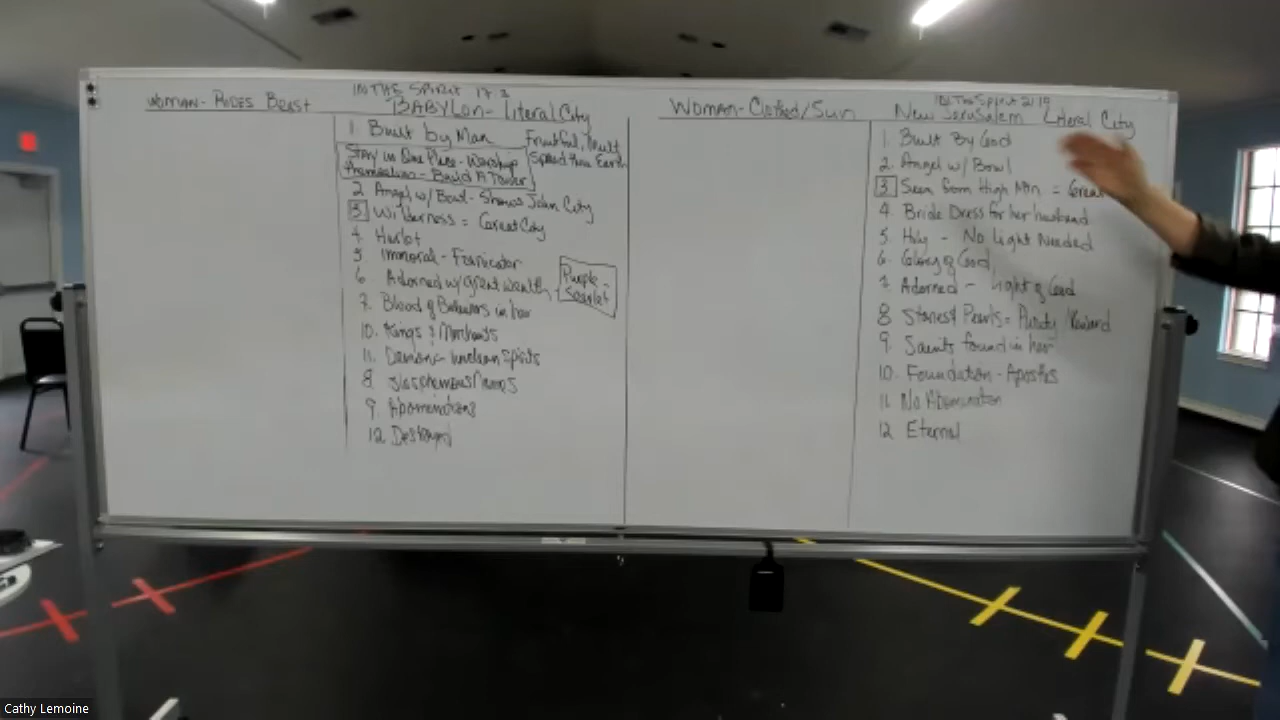 WOMAN - RIDES BEAST
IN THE SPIRIT 17:3
BABYLON - LITERAL CITY
1. Built by Man
Fruitful, Mult
Spread thru Earth
Stay in One Place - Worship
themselves - Build A Tower
2 Angel w/ Bowl - Shows John City
3 Wilderness = Great City
4. Harlot
5 Immoral - Fornicator
6 Adorned w/ great wealth
Purple -
Scarlet
7. Blood of Believers in her
10. Kings & Merchants
11. Demons - Unclean Spirits
8. Blasphemous Names
9. Abominations
12. Destroyed
WOMAN - Clothed/Sun
IN The Spirit 21:10
New Jerusalem Literal City
1. Built By God
2. Angel w/ Bowl
3 Seen from High Mtn = Great
4. Bride Dress for her husband
5. Holy - No Light Needed
6. Glory of God
7. Adorned - Light of God
8 Stones & Pearls = Purity /Reward
9. Saints found in her
10. Foundation - Apostles
11. No Abomination
12 Eternal
Cathy Lemoine